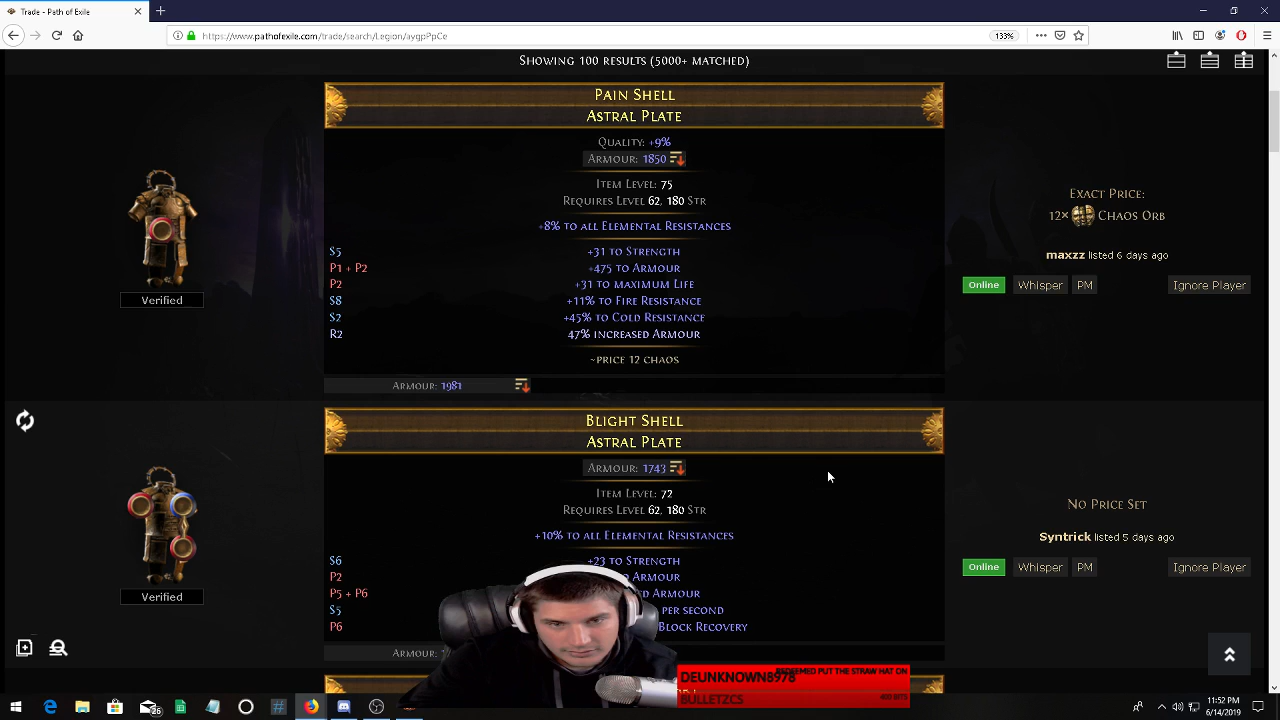 Trade - Path of Exile
https://www.pathofexile.com/trade/search/Legion/aygpPpCe
133%
SHOWING 100 RESULTS (5000+ MATCHED)
PAIN SHELL
ASTRAL PLATE
QUALITY: +9%
ARMOUR: 1850
ITEM LEVEL: 75
REQUIRES LEVEL 62, 180 STR
+8% TO ALL ELEMENTAL RESISTANCES
S5 +31 TO STRENGTH
P1 + P2 +475 TO ARMOUR
P2 +31 TO MAXIMUM LIFE
S8 +11% TO FIRE RESISTANCE
S2 +45% TO COLD RESISTANCE
R2 47% INCREASED ARMOUR
~PRICE 12 CHAOS
ARMOUR: 1981
Verified
EXACT PRICE:
12× CHAOS ORB
maxzz listed 6 days ago
Online Whisper PM Ignore Player
BLIGHT SHELL
ASTRAL PLATE
ARMOUR: 1743
ITEM LEVEL: 72
REQUIRES LEVEL 62, 180 STR
+10% TO ALL ELEMENTAL RESISTANCES
S6 +23 TO STRENGTH
P2 ARMOUR
P5 + P6 ARMOUR
S5 PER SECOND
P6 BLOCK RECOVERY
ARMOUR:
Verified
NO PRICE SET
Syntrick listed 5 days ago
Online Whisper PM Ignore Player
DEUNKNOWN8978
REDEEMED PUT THE STRAW HAT ON
BULLETZCS
11:52 PM
6/14/2019